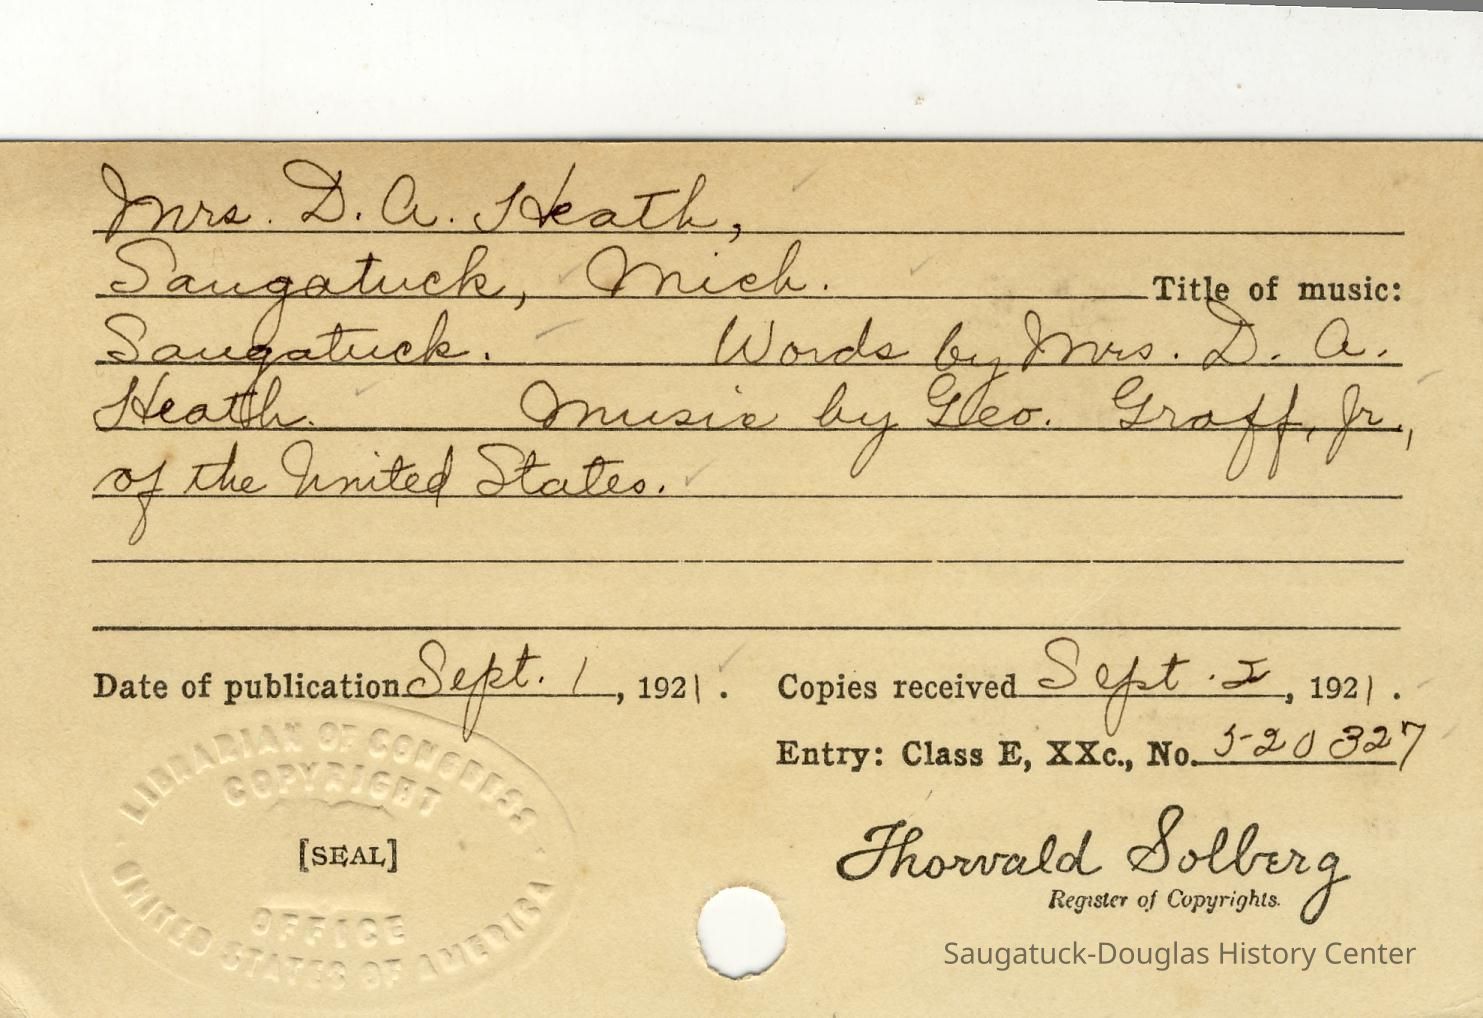 Mrs. D. A. Heath,
Saugatuck, Mich. Title of music:
Saugatuck. Words by Mrs. D. A.
Heath. Music by Geo. Graff, Jr.,
of the United States.
Date of publication Sept. 1, 1921. Copies received Sept. 2, 1921.
Entry: Class E, XXc., No. 520327
LIBRARIAN OF CONGRESS
COPYRIGHT
[SEAL]
OFFICE
UNITED STATES OF AMERICA
Thorvald Solberg
Register of Copyrights.
Saugatuck-Douglas History Center